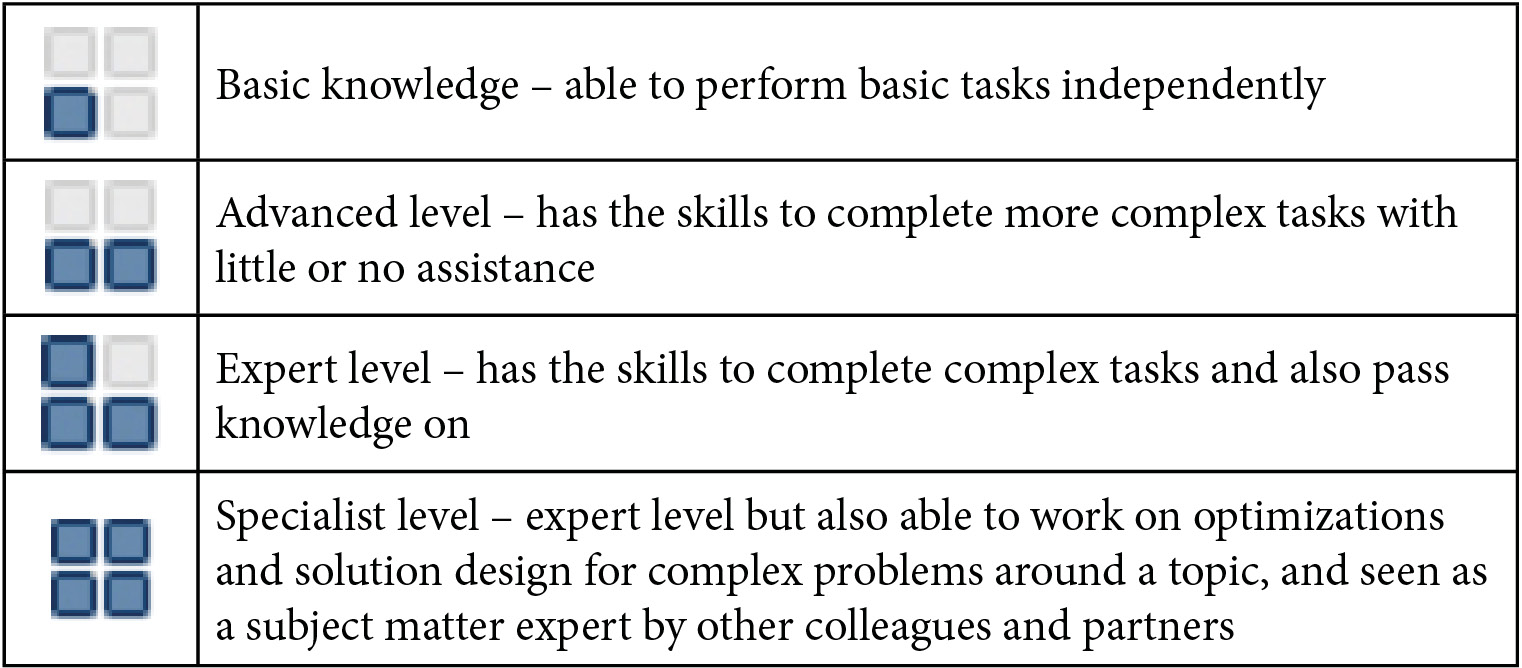 Basic knowledge – able to perform basic tasks independently
Advanced level – has the skills to complete more complex tasks with
little or no assistance
Expert level – has the skills to complete complex tasks and also pass
knowledge on
Specialist level – expert level but also able to work on optimizations
and solution design for complex problems around a topic, and seen as
a subject matter expert by other colleagues and partners